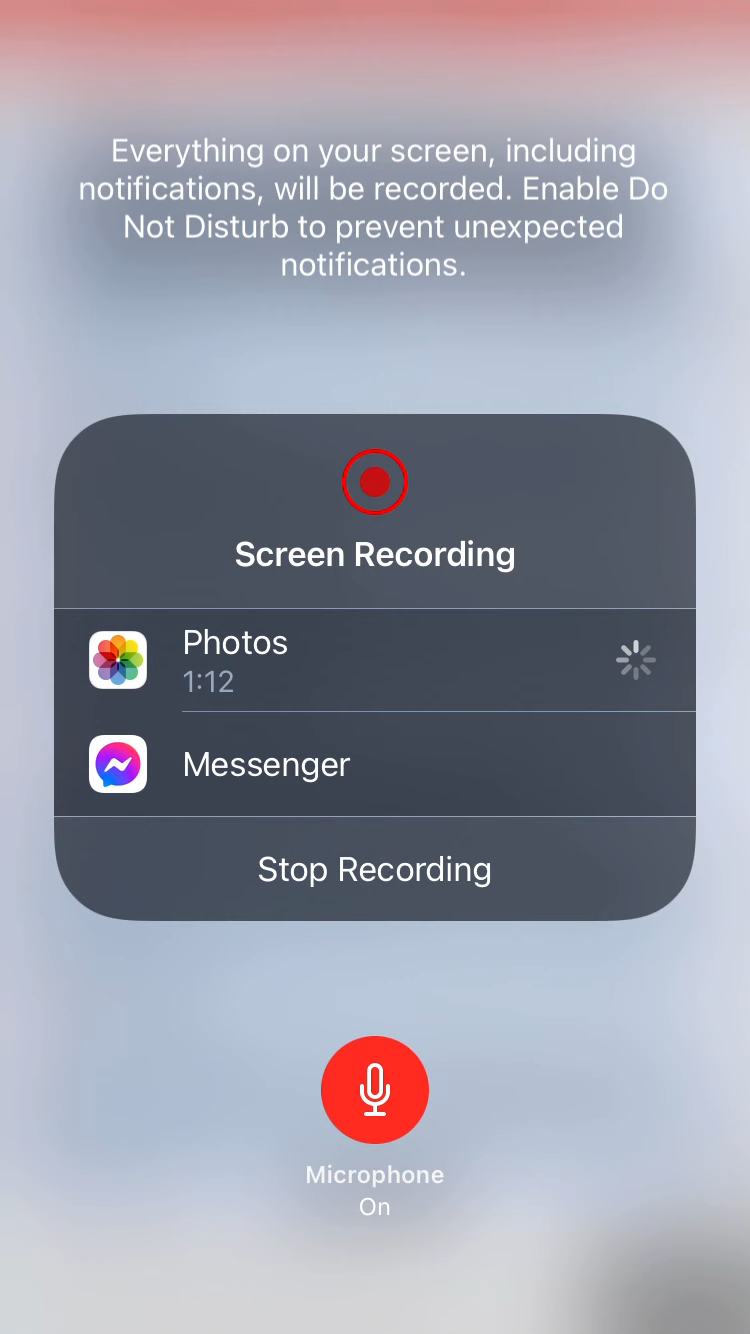 Everything on your screen, including
notifications, will be recorded. Enable Do
Not Disturb to prevent unexpected
notifications.
Screen Recording
Photos
1:12
Messenger
Stop Recording
Microphone
On